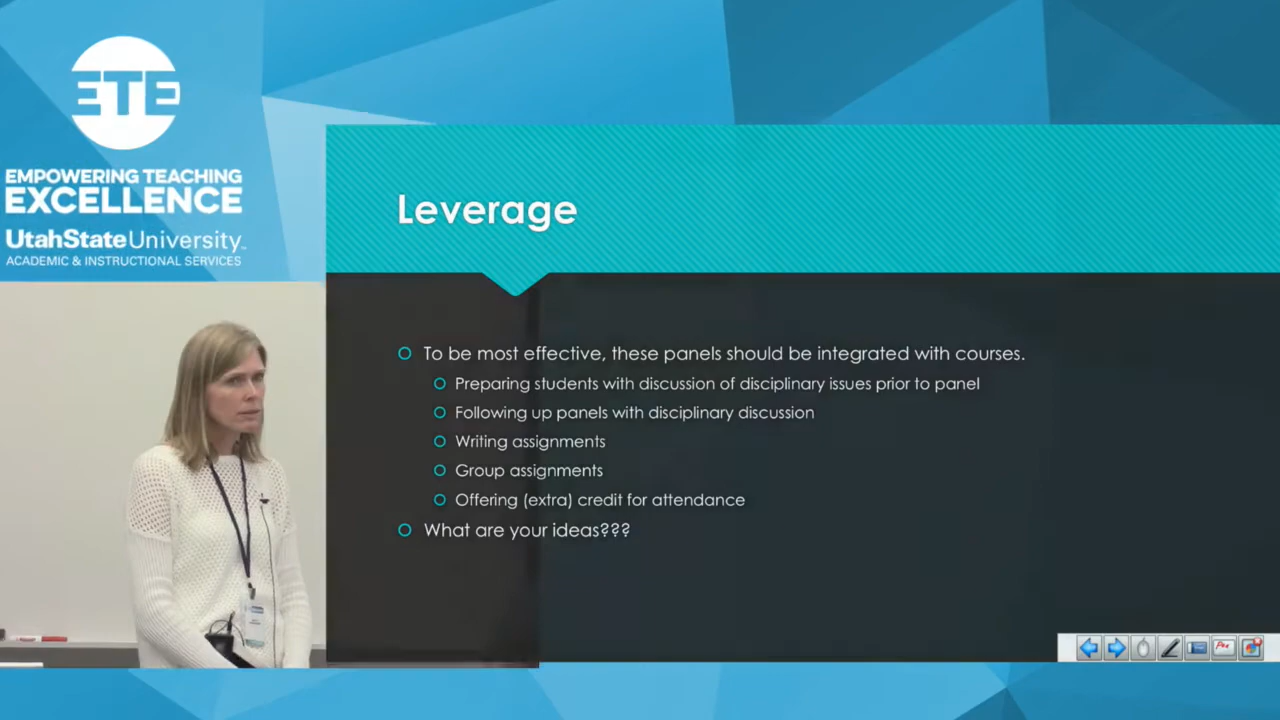 ETE
EMPOWERING TEACHING
EXCELLENCE
UtahStateUniversity™
ACADEMIC & INSTRUCTIONAL SERVICES
Leverage
To be most effective, these panels should be integrated with courses.
Preparing students with discussion of disciplinary issues prior to panel
Following up panels with disciplinary discussion
Writing assignments
Group assignments
Offering (extra) credit for attendance
What are your ideas???